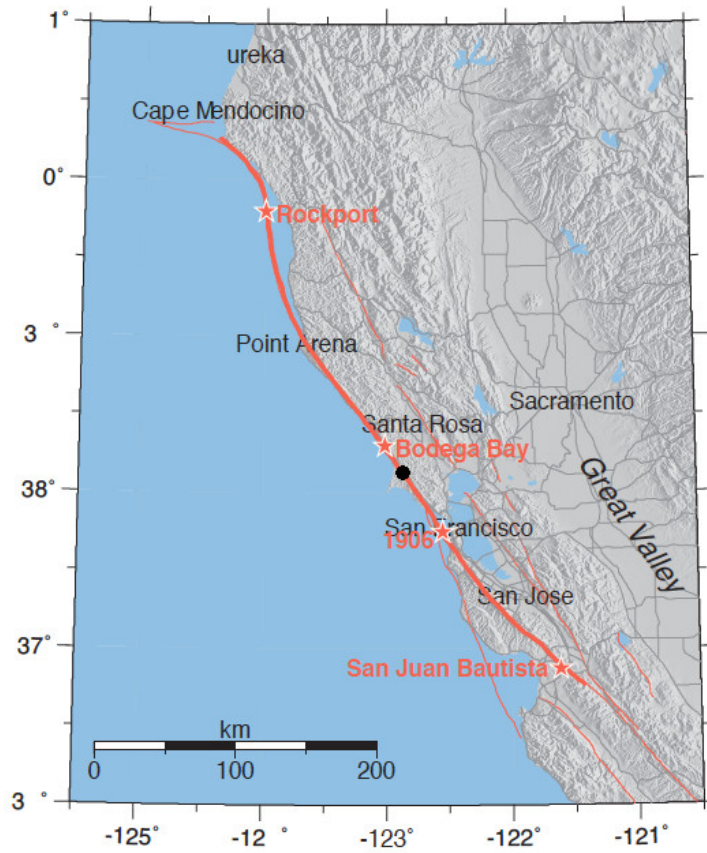 1°
ureka
Cape Mendocino
0°
Rockport
3 °
Point Arena
Sacramento
Santa Rosa
Bodega Bay
38°
San Francisco
1906
Great Valley
San Jose
37°
San Juan Bautista
km
0 100 200
3 °
-125° -12 ° -123° -122° -121°